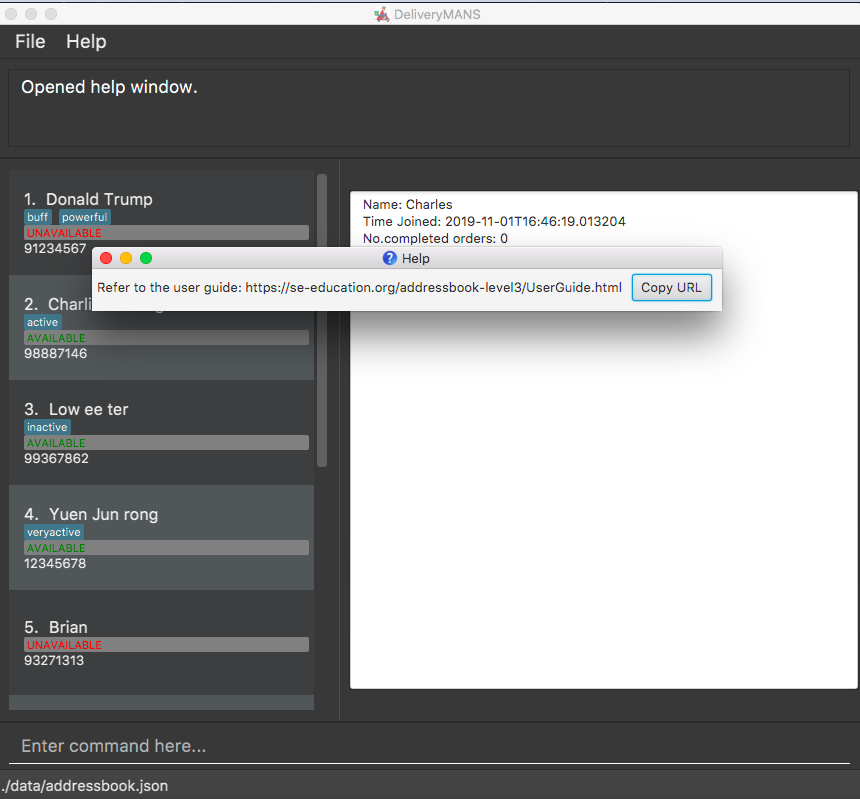 DeliveryMANS
File Help
Opened help window.
1. Donald Trump
buff powerful
UNAVAILABLE
91234567
2.
active
AVAILABLE
98887146
3. Low ee ter
inactive
AVAILABLE
99367862
4. Yuen Jun rong
veryactive
AVAILABLE
12345678
5. Brian
UNAVAILABLE
93271313
Name: Charles
Time Joined: 2019-11-01T16:46:19.013204
No.completed orders: 0
Help
Refer to the user guide: https://se-education.org/addressbook-level3/UserGuide.html Copy URL
Enter command here...
./data/addressbook.json